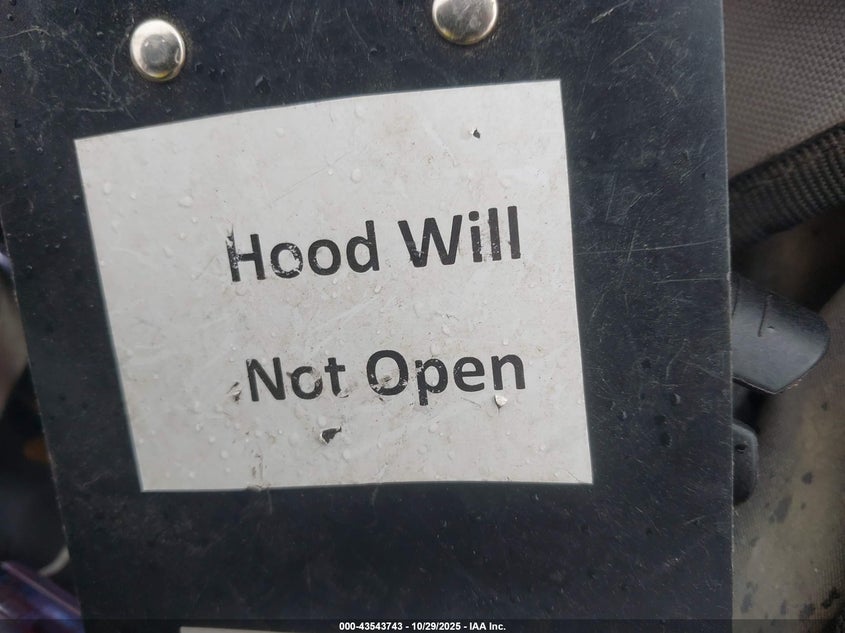 Hood Will
Not Open
000-43543743 - 10/29/2025 - IAA Inc.